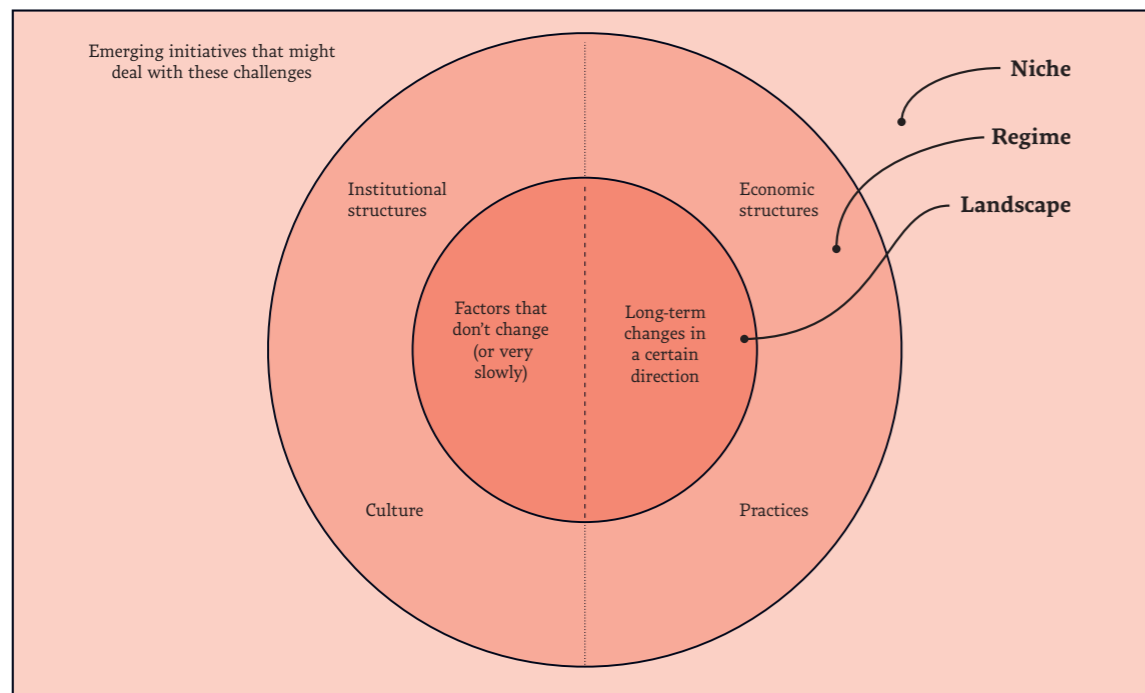 Emerging initiatives that might
deal with these challenges
Niche
Regime
Landscape
Institutional
structures
Economic
structures
Factors that
don't change
(or very
slowly)
Long-term
changes in
a certain
direction
Culture
Practices